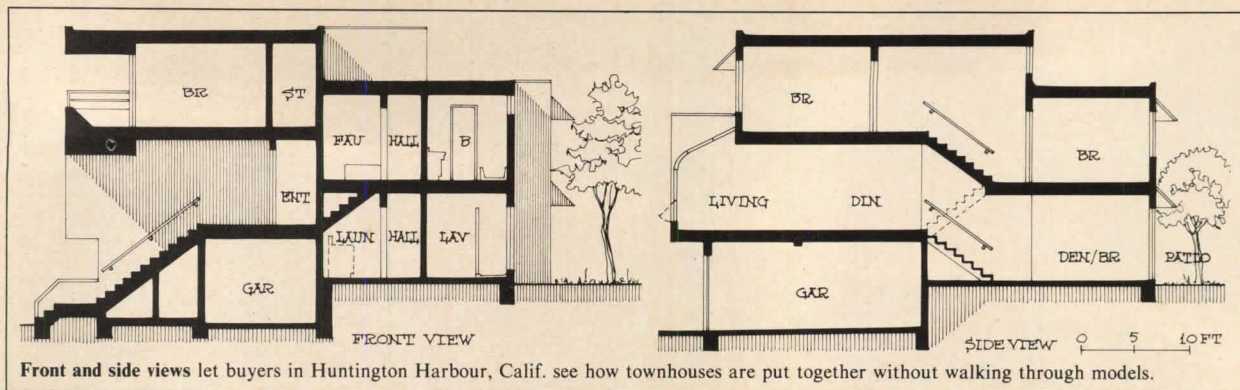 BR
ST
FAU
HALL
B
ENT
LAUN
HALL
LAV
GAR
FRONT VIEW
BR
BR
LIVING
DIN
DEN/BR
PATIO
GAR
SIDE VIEW
0 5 10 FT
Front and side views let buyers in Huntington Harbour, Calif. see how townhouses are put together without walking through models.